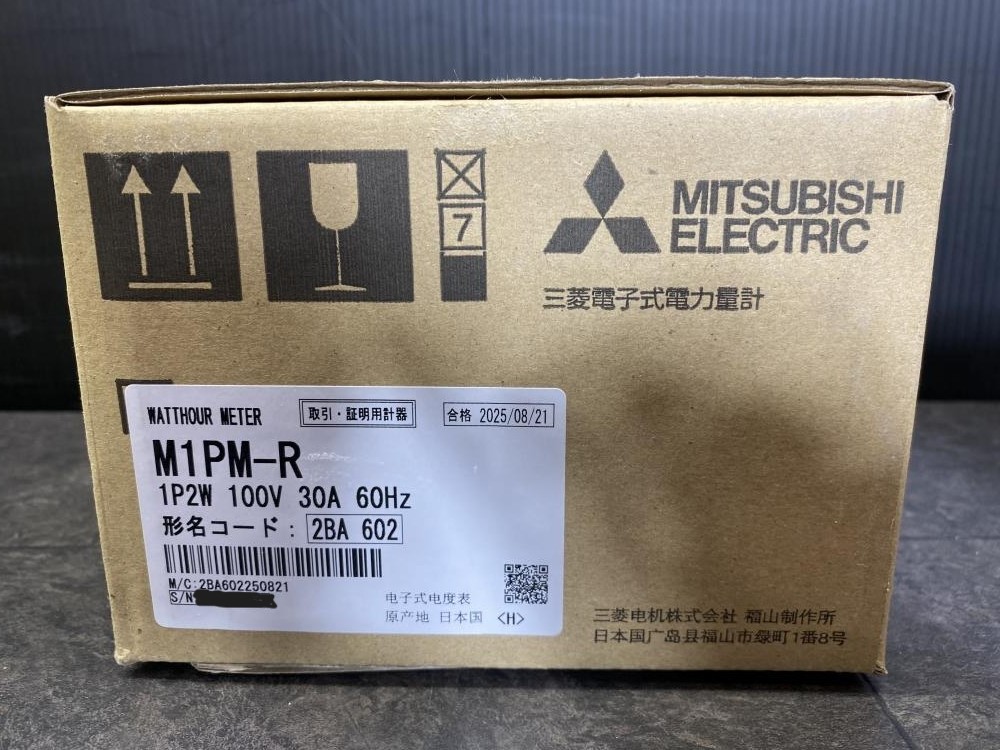 7
MITSUBISHI
ELECTRIC
三菱電子式電力量計
WATTHOUR METER
取引・証明用計器
合格 2025/08/21
M1PM-R
1P2W 100V 30A 60Hz
形名コード : 2BA 602
M/C:2BA602250821
S/N
电子式电度表
原产地 日本国 <H>
三菱电机株式会社 福山制作所
日本国广岛县福山市绿町1番8号